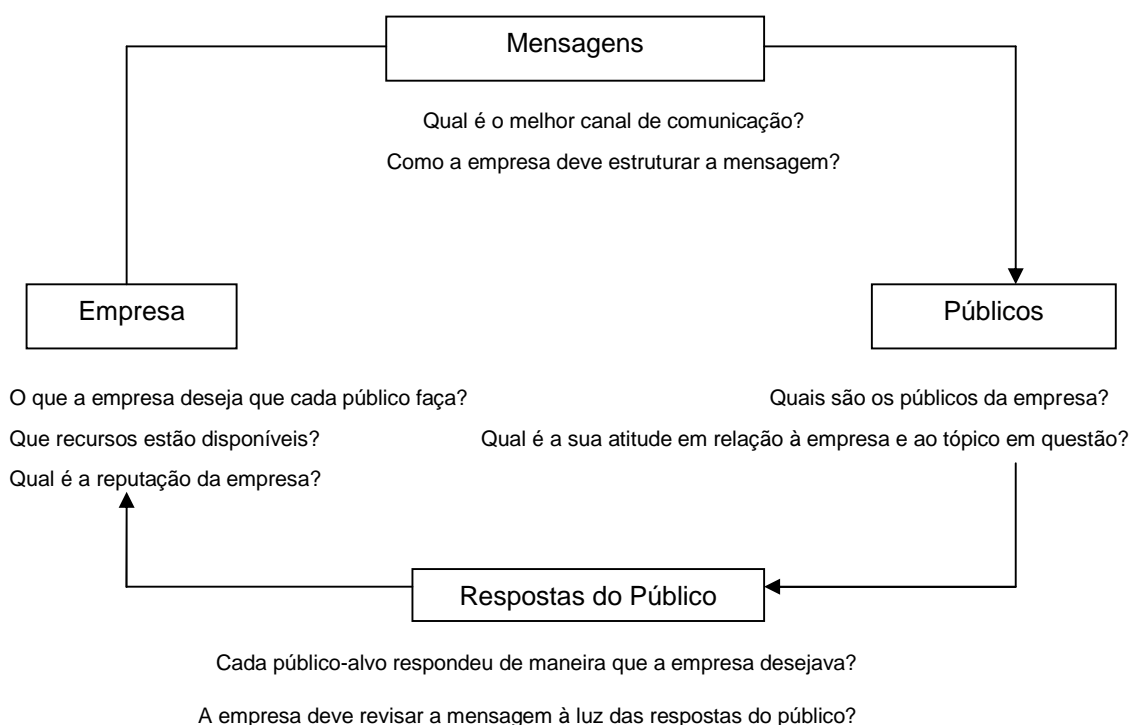 Mensagens
Qual é o melhor canal de comunicação?
Como a empresa deve estruturar a mensagem?
Empresa
Públicos
O que a empresa deseja que cada público faça?
Que recursos estão disponíveis?
Qual é a reputação da empresa?
Quais são os públicos da empresa?
Qual é a sua atitude em relação à empresa e ao tópico em questão?
Respostas do Público
Cada público-alvo respondeu de maneira que a empresa desejava?
A empresa deve revisar a mensagem à luz das respostas do público?